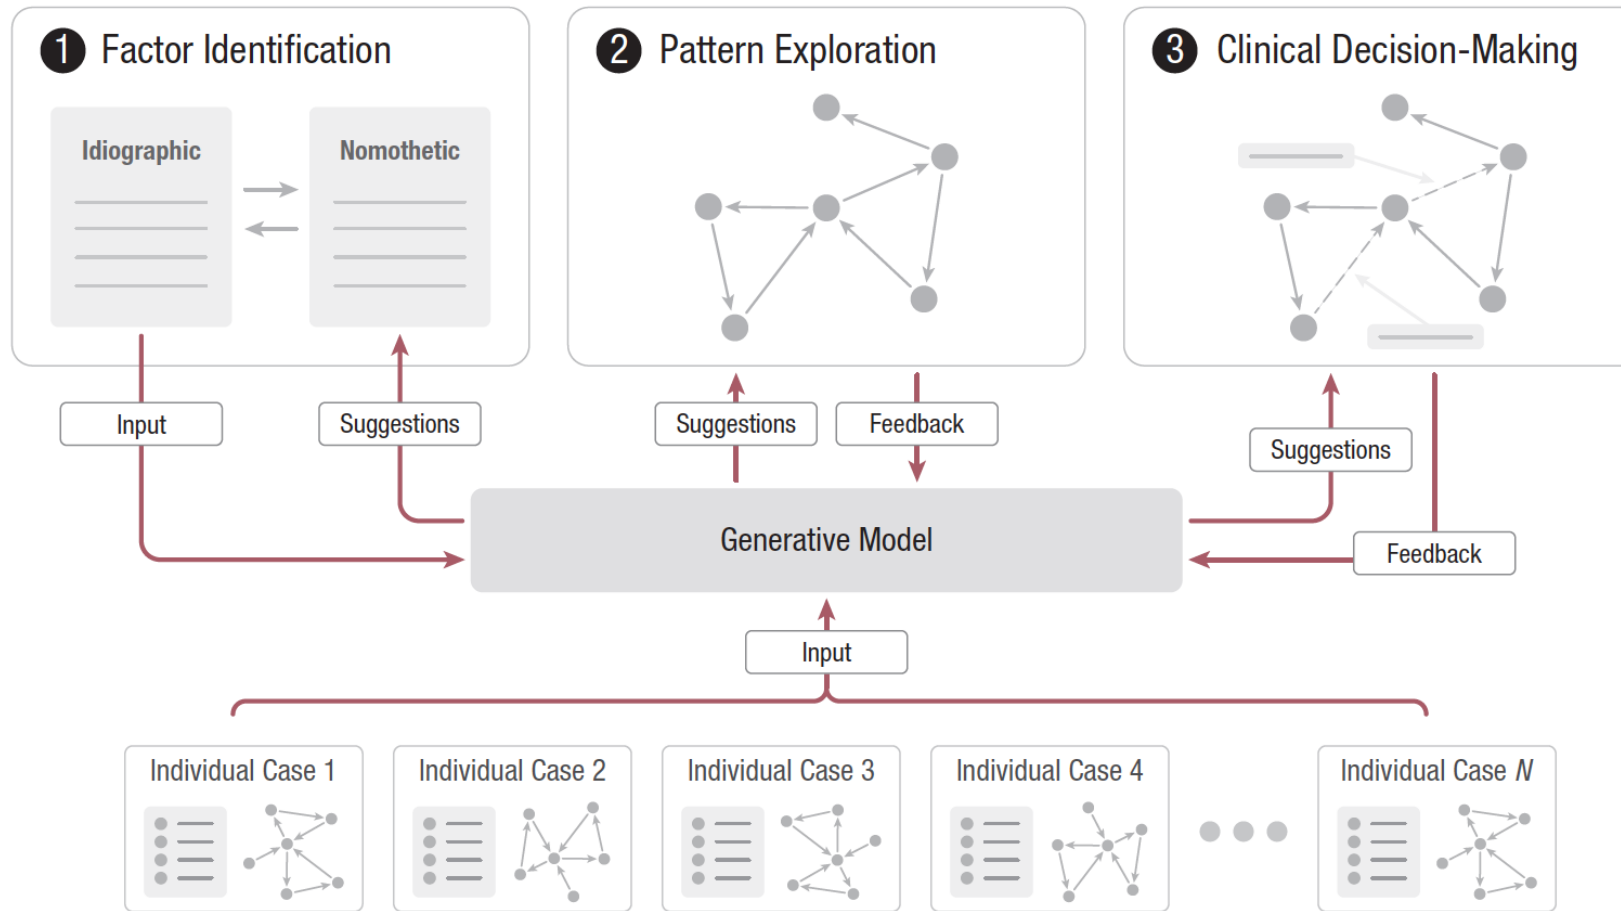 1 Factor Identification
Idiographic
Nomothetic
2 Pattern Exploration
3 Clinical Decision-Making
Input
Suggestions
Suggestions
Feedback
Suggestions
Feedback
Generative Model
Input
Individual Case 1
Individual Case 2
Individual Case 3
Individual Case 4
Individual Case N